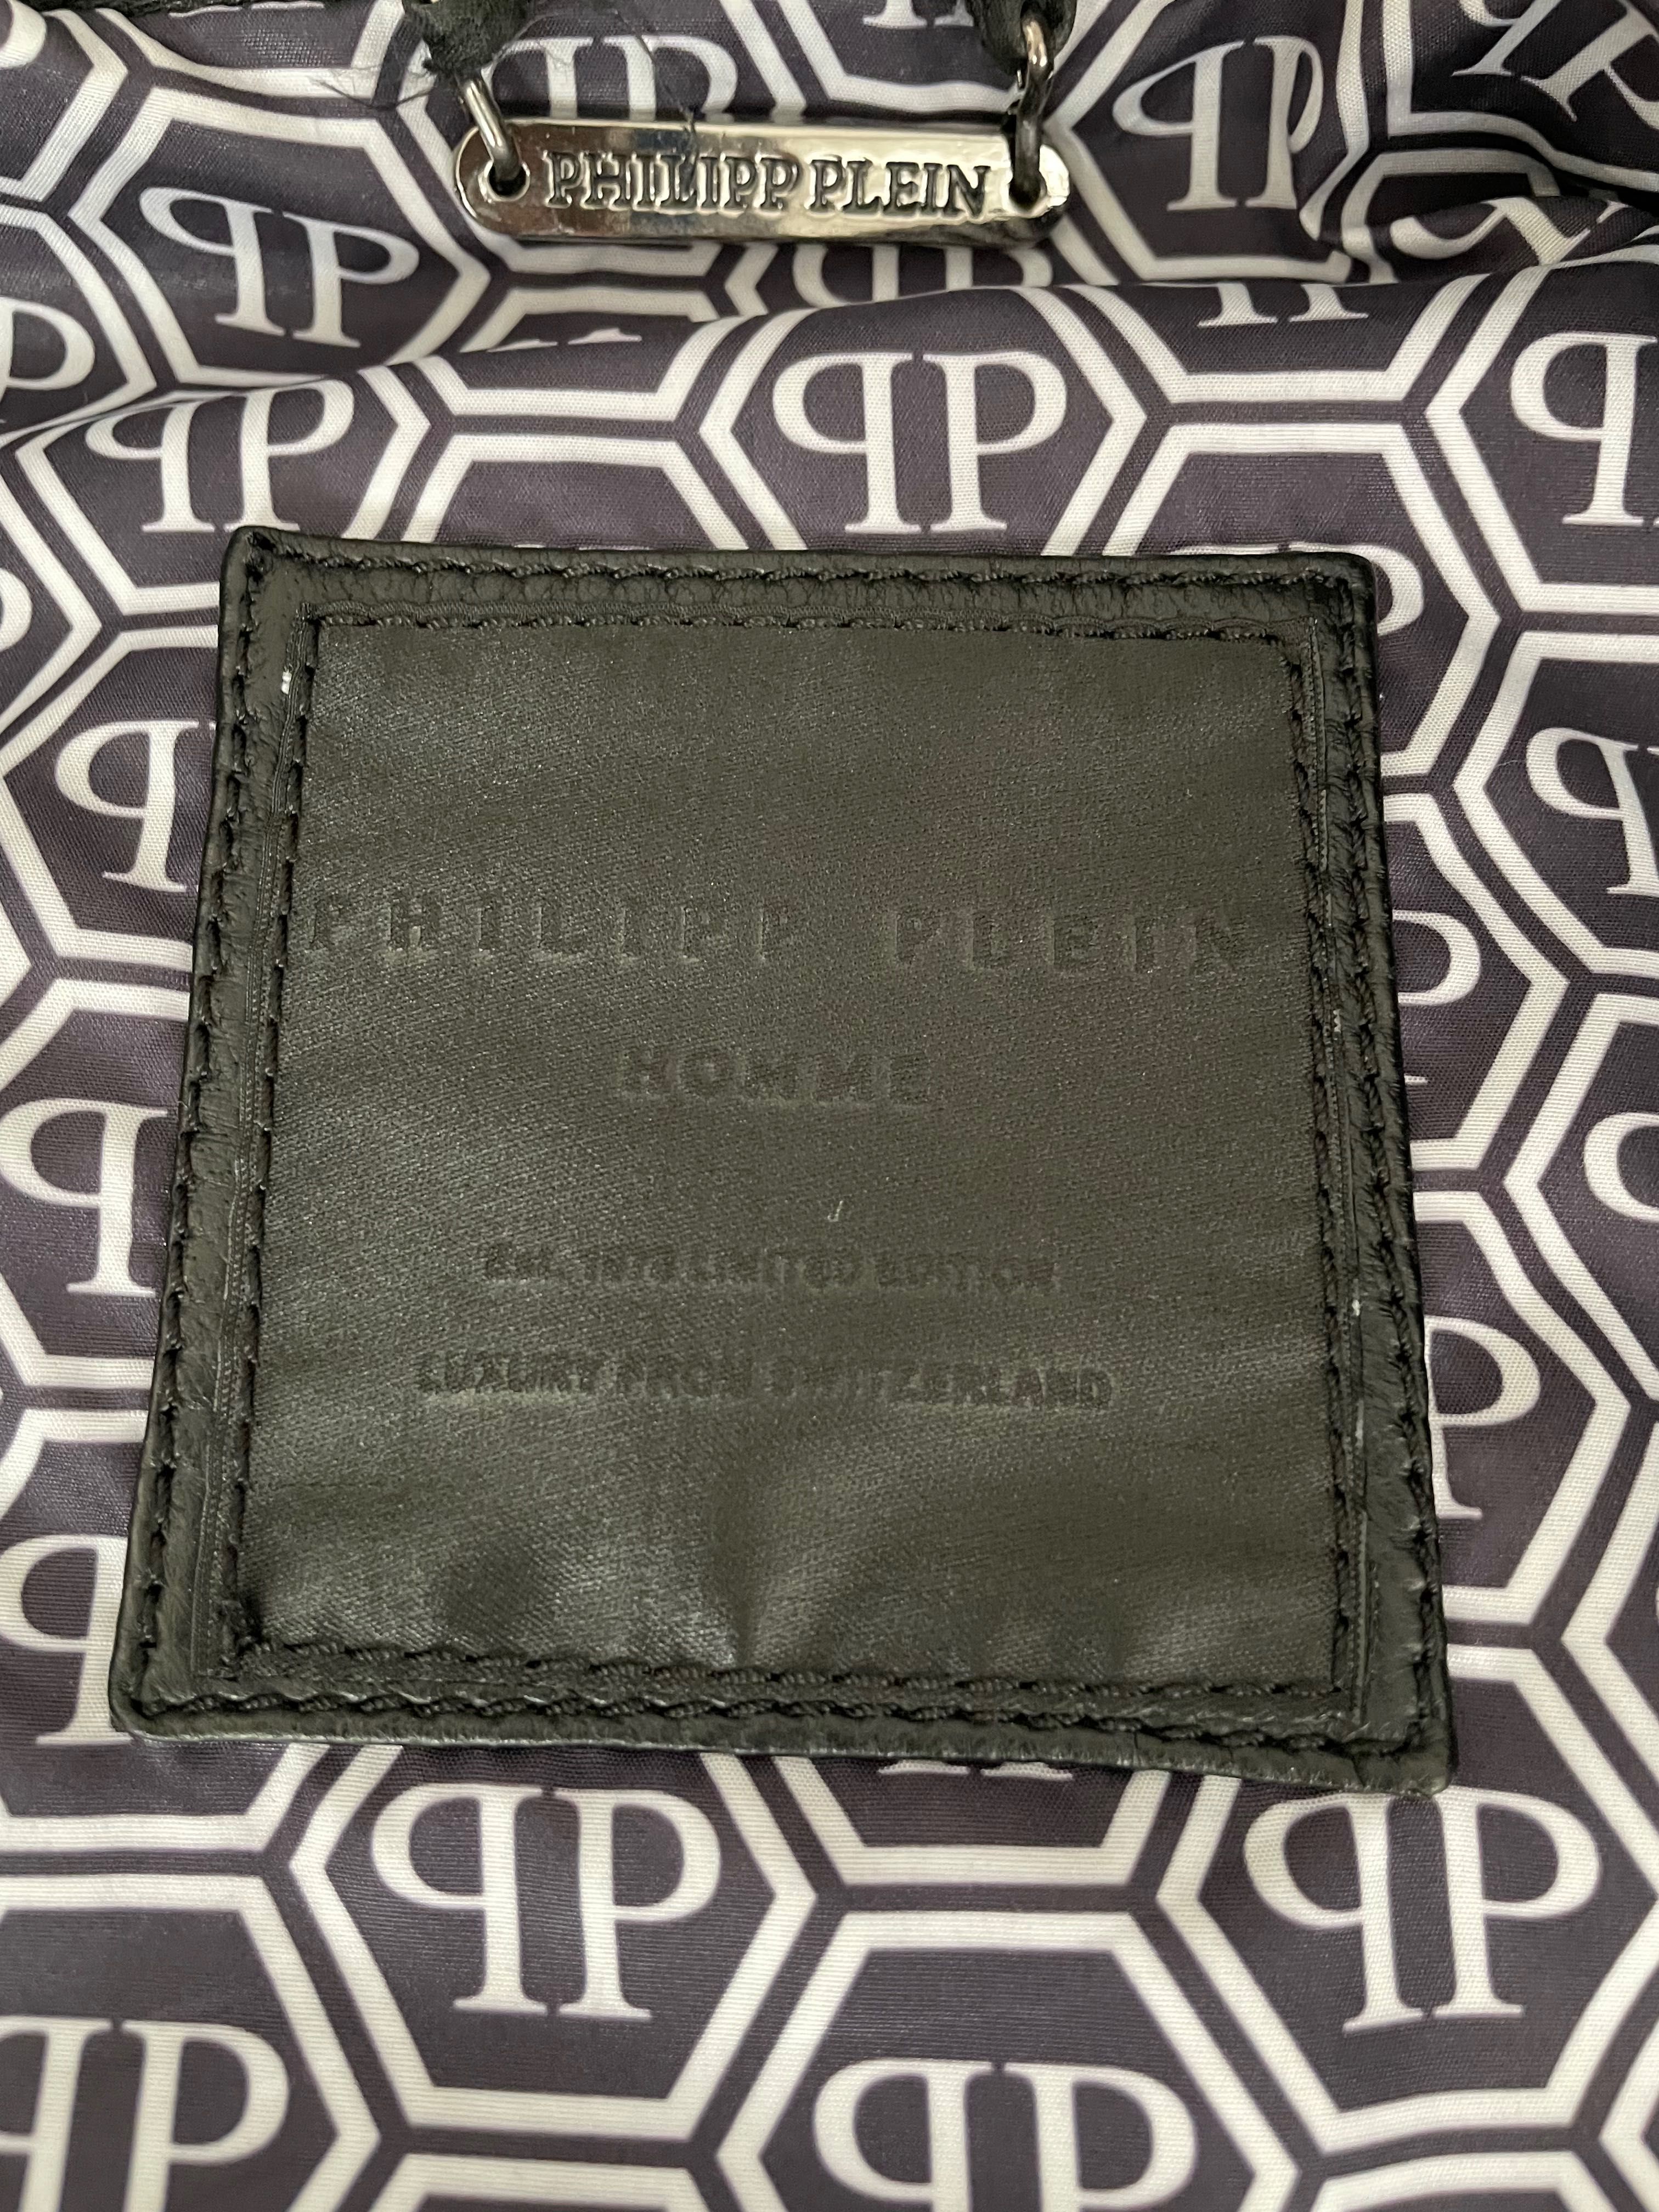 PHILIPP PLEIN
PHILIPP PLEIN
HOMME
LIMITED EDITION
LUXURY FROM SWITZERLAND